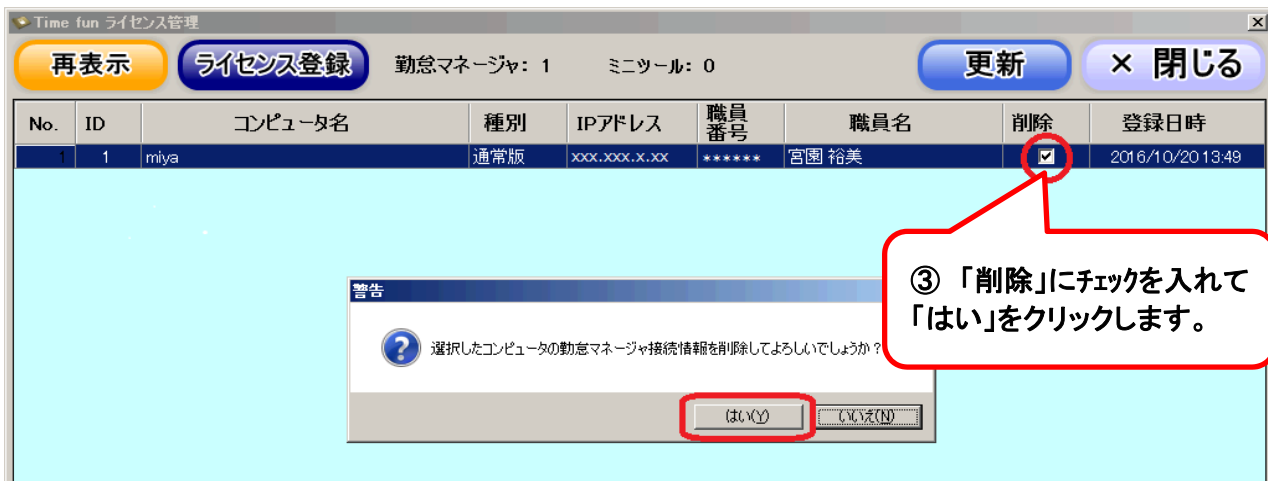 Time fun ライセンス管理
再表示 ライセンス登録 勤怠マネージャ: 1 ミニツール: 0 更新 × 閉じる
No. ID コンピュータ名 種別 IPアドレス 職員番号 職員名 削除 登録日時
1 1 miya 通常版 xxx.xxx.x.xx ****** 宮園 裕美 2016/10/20 13:49
③ 「削除」にチェックを入れて
「はい」をクリックします。
警告
選択したコンピュータの勤怠マネージャ接続情報を削除してよろしいでしょうか?
はい(Y) いいえ(N)